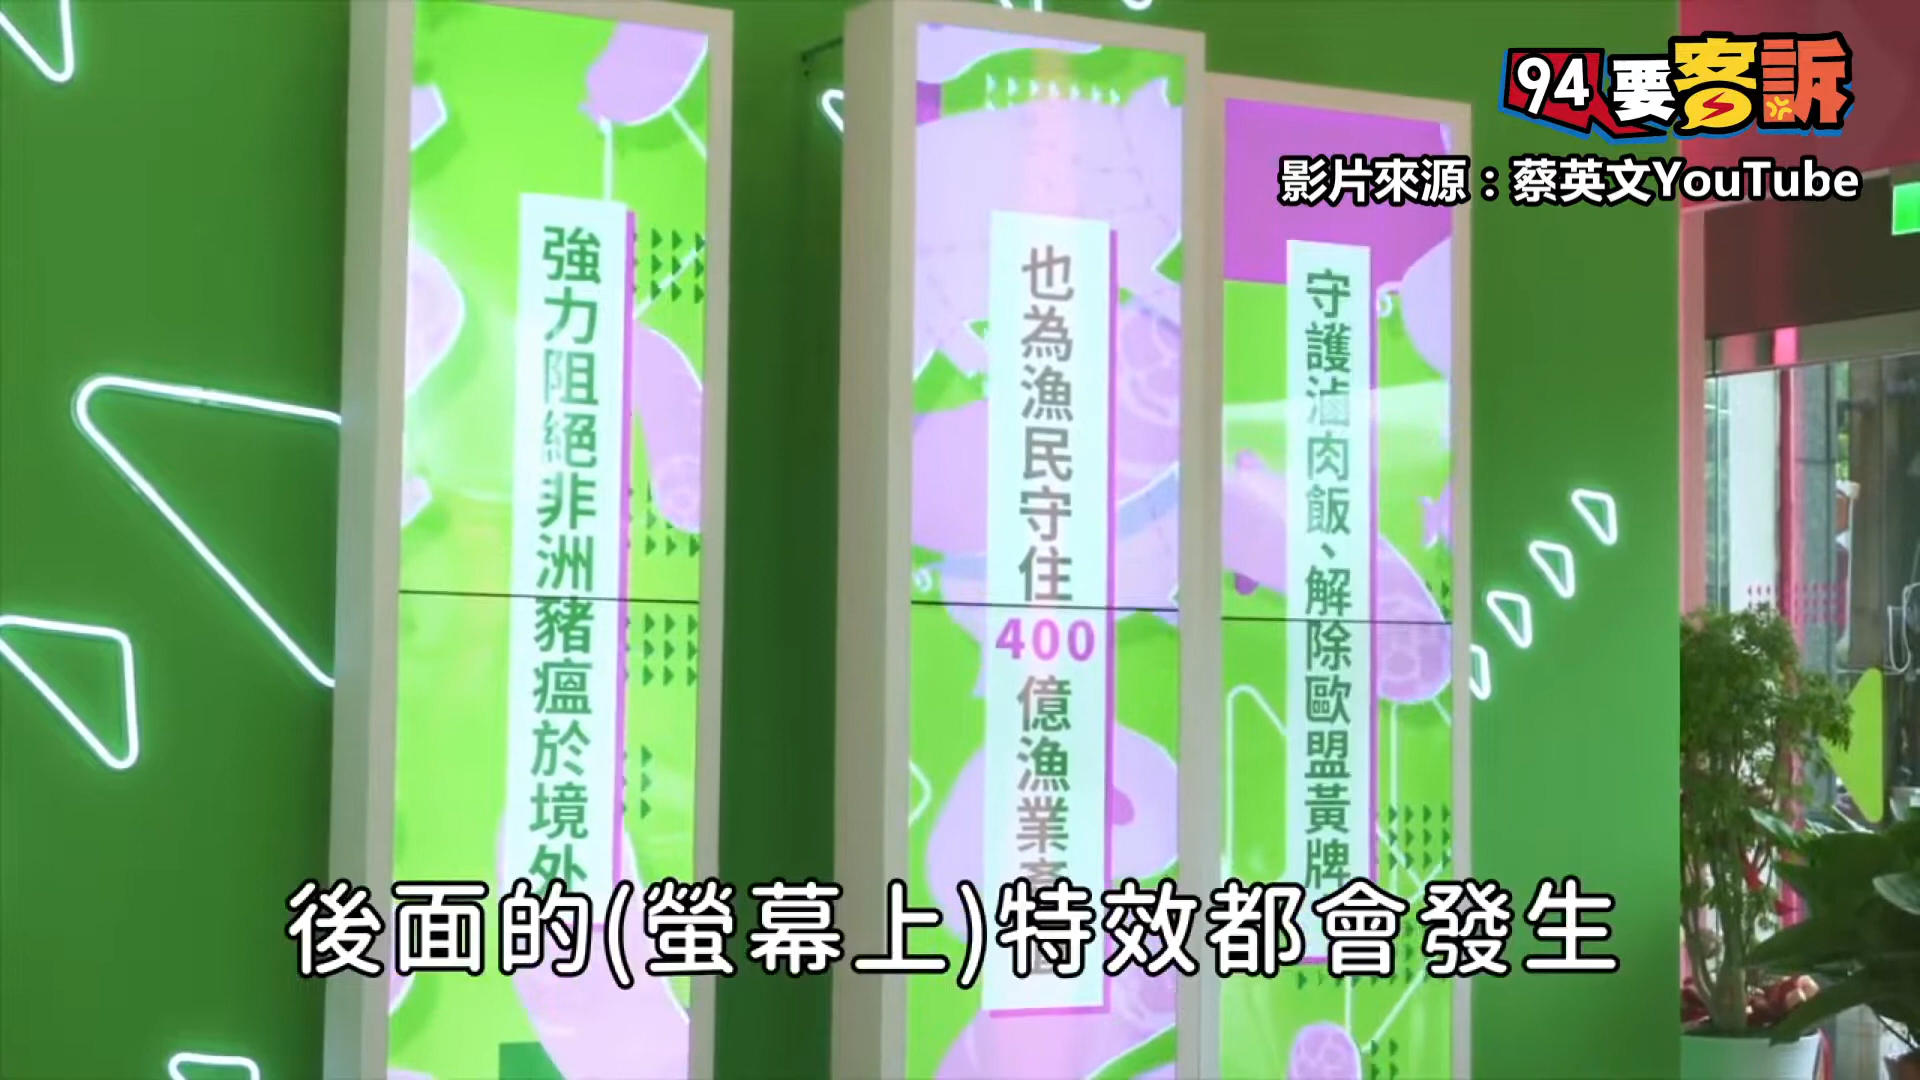 94要客訴
影片來源：蔡英文YouTube
強力阻絕非洲豬瘟於境外
也為漁民守住400億漁業產
守護滷肉飯、解除歐盟黃牌
後面的(螢幕上)特效都會發生